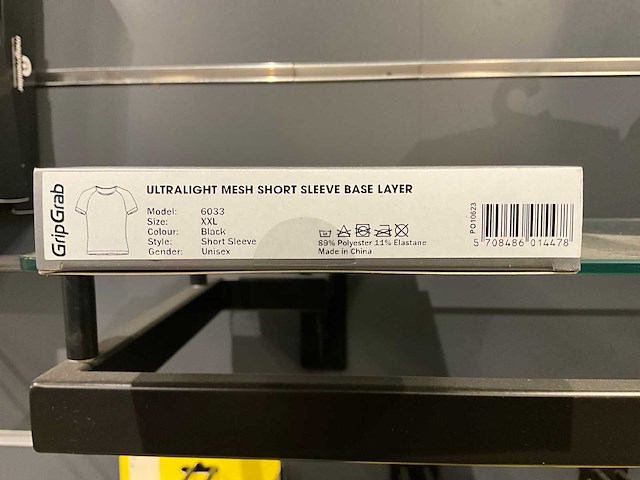 GripGrab
ULTRALIGHT MESH SHORT SLEEVE BASE LAYER
Model: 6033
Size: XXL
Colour: Black
Style: Short Sleeve
Gender: Unisex
89% Polyester 11% Elastane
Made in China
PO10623
5 708486 014478